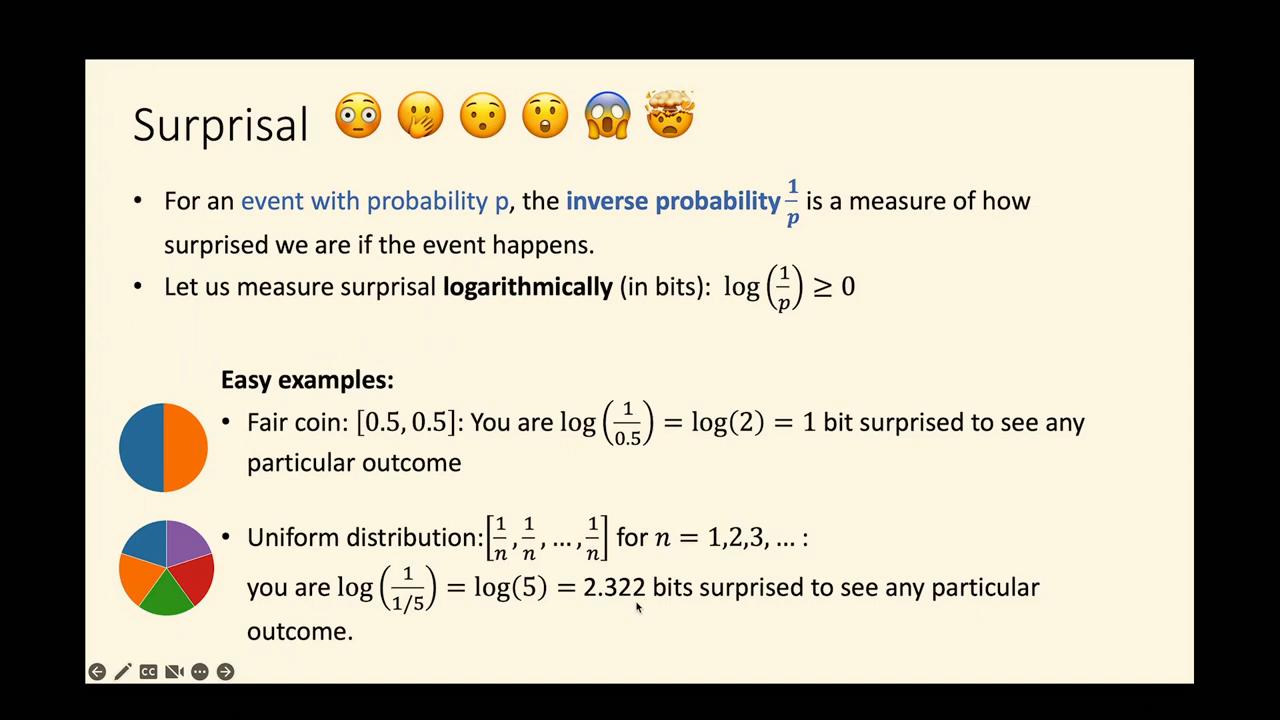 Surprisal 😳 🫢 😯 😲 😱 🤯
• For an event with probability p, the inverse probability 1/p is a measure of how
surprised we are if the event happens.
• Let us measure surprisal logarithmically (in bits): log(1/p) ≥ 0
Easy examples:
• Fair coin: [0.5, 0.5]: You are log(1/0.5) = log(2) = 1 bit surprised to see any
particular outcome
• Uniform distribution: [1/n, 1/n, …, 1/n] for n = 1,2,3, … :
you are log(1/(1/5)) = log(5) = 2.322 bits surprised to see any particular
outcome.
CC